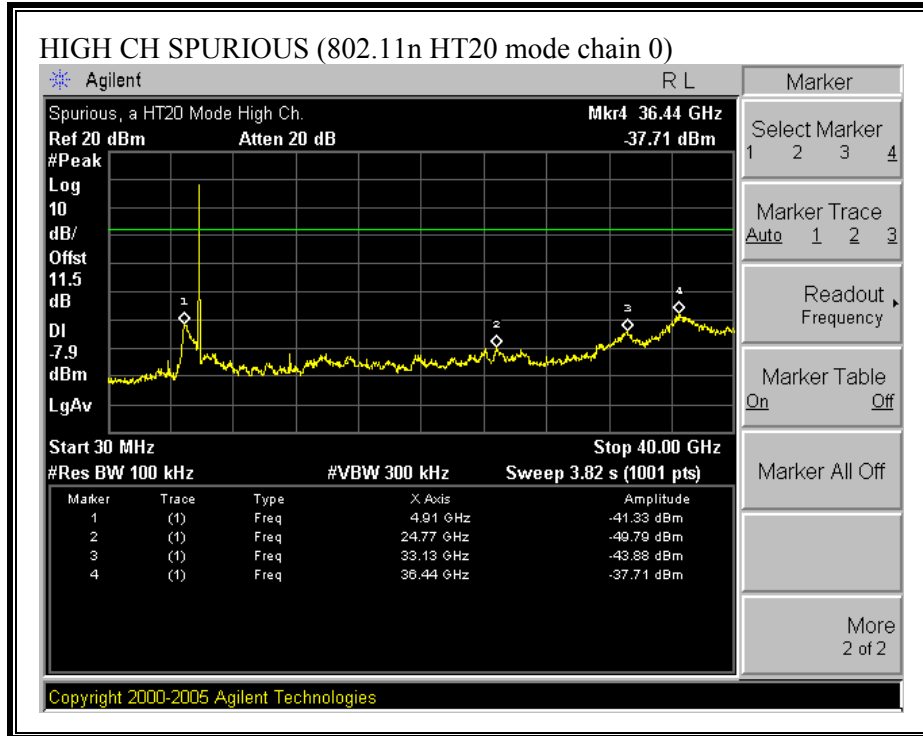 HIGH CH SPURIOUS (802.11n HT20 mode chain 0)
Agilent R L
Spurious, a HT20 Mode High Ch. Mkr4 36.44 GHz
Ref 20 dBm Atten 20 dB -37.71 dBm
#Peak
Log
10
dB/
Offst
11.5
dB
DI
-7.9
dBm
LgAv
1
2
3
4
Start 30 MHz Stop 40.00 GHz
#Res BW 100 kHz #VBW 300 kHz Sweep 3.82 s (1001 pts)
Marker Trace Type X Axis Amplitude
1 (1) Freq 4.91 GHz -41.33 dBm
2 (1) Freq 24.77 GHz -49.79 dBm
3 (1) Freq 33.13 GHz -43.88 dBm
4 (1) Freq 36.44 GHz -37.71 dBm
Copyright 2000-2005 Agilent Technologies
Marker
Select Marker
1 2 3 4
Marker Trace
Auto 1 2 3
Readout
Frequency
Marker Table
On Off
Marker All Off
More
2 of 2